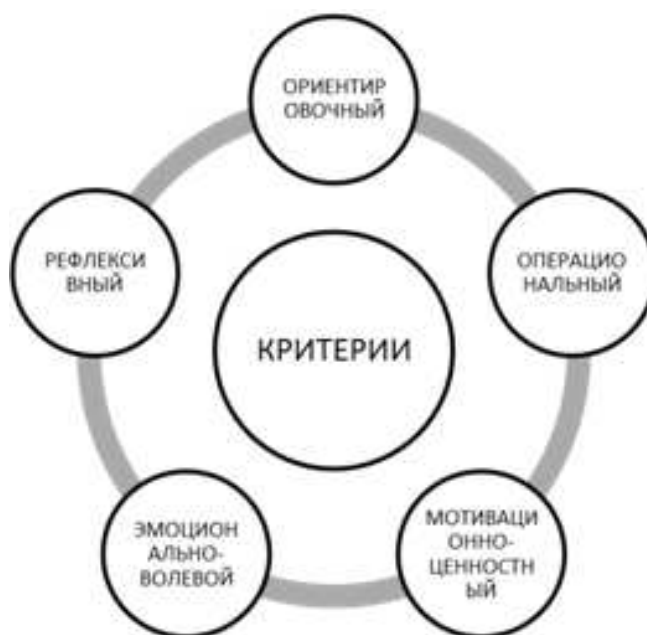 ОРИЕНТИР
ОВОЧНЫЙ
ОПЕРАЦИО
НАЛЬНЫЙ
МОТИВАЦИ
ОННО-
ЦЕННОСТН
ЫЙ
ЭМОЦИОН
АЛЬНО-
ВОЛЕВОЙ
РЕФЛЕКСИ
ВНЫЙ
КРИТЕРИИ